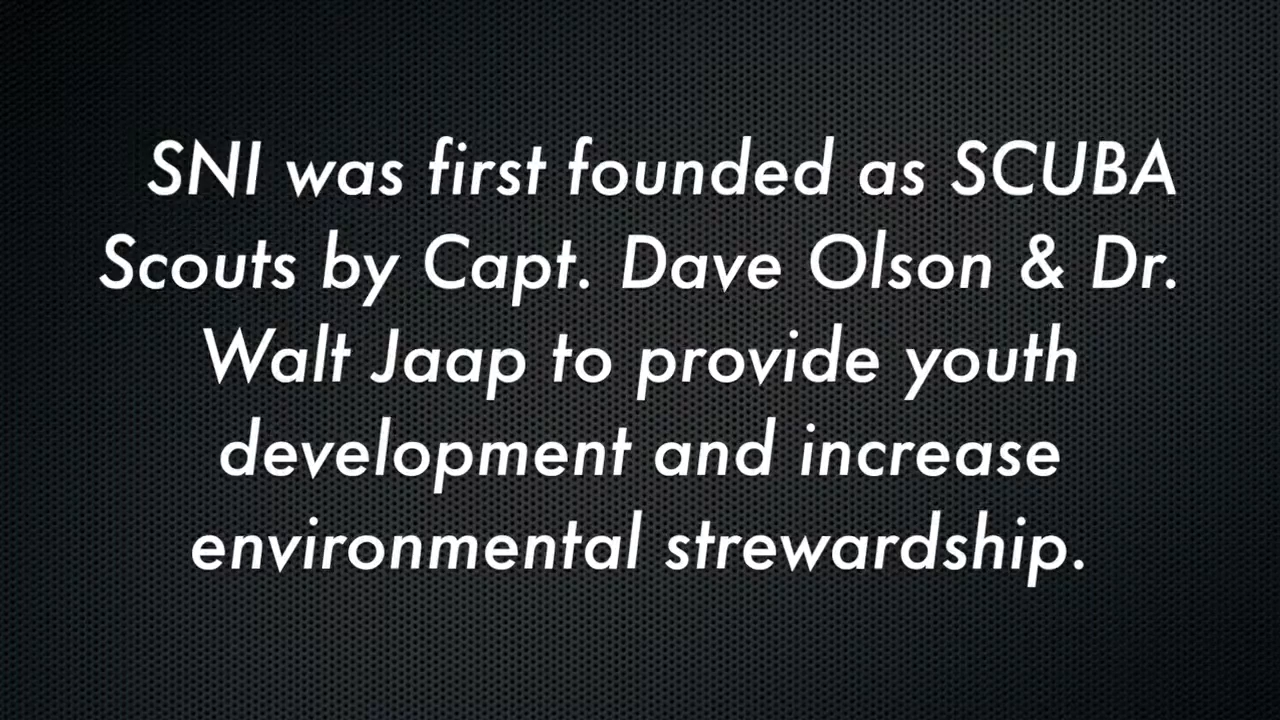 SNI was first founded as SCUBA
Scouts by Capt. Dave Olson & Dr.
Walt Jaap to provide youth
development and increase
environmental strewardship.